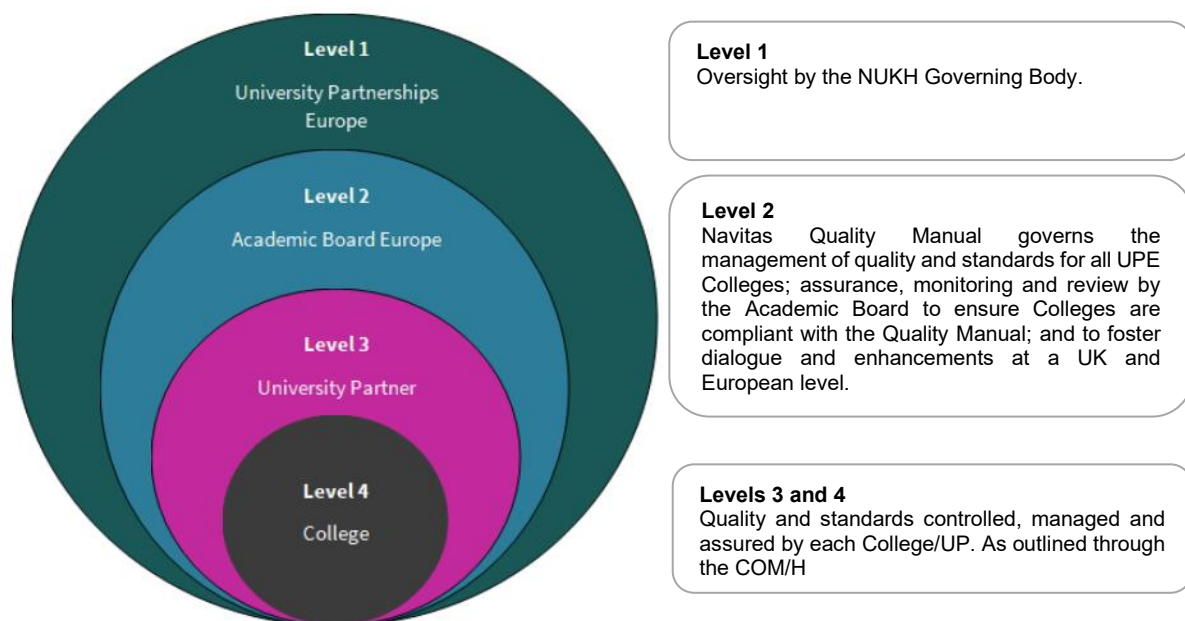 Level 1
University Partnerships
Europe
Level 2
Academic Board Europe
Level 3
University Partner
Level 4
College
Level 1
Oversight by the NUKH Governing Body.
Level 2
Navitas Quality Manual governs the
management of quality and standards for all UPE
Colleges; assurance, monitoring and review by
the Academic Board to ensure Colleges are
compliant with the Quality Manual; and to foster
dialogue and enhancements at a UK and
European level.
Levels 3 and 4
Quality and standards controlled, managed and
assured by each College/UP. As outlined through
the COM/H